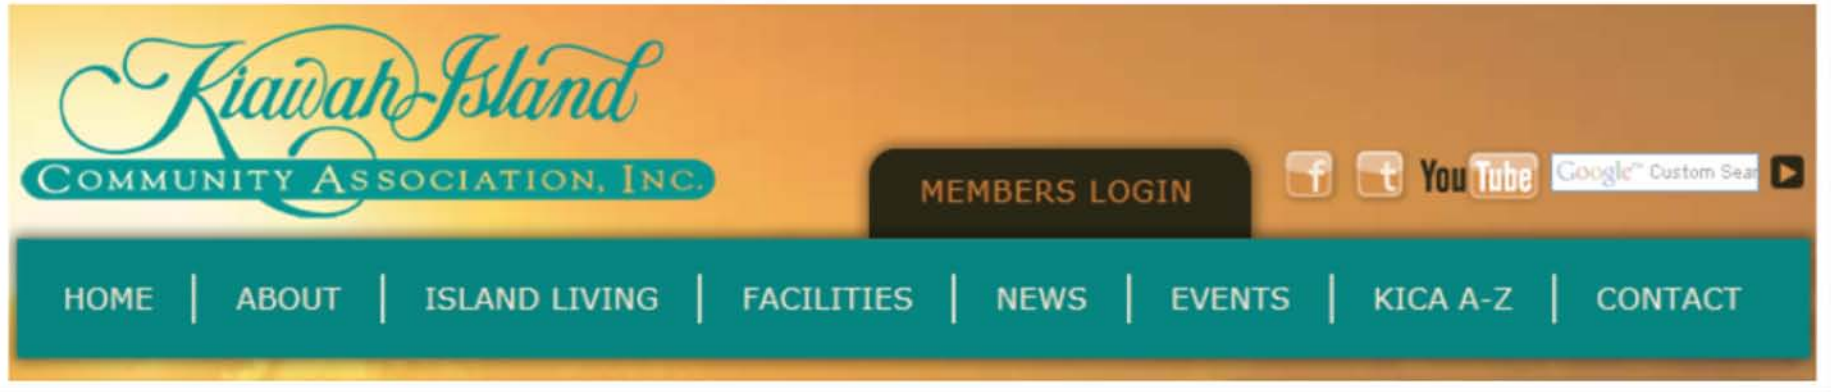 Kiawah Island
COMMUNITY ASSOCIATION, INC.
MEMBERS LOGIN
f
t
You Tube
Google™ Custom Sear
HOME ABOUT ISLAND LIVING FACILITIES NEWS EVENTS KICA A-Z CONTACT